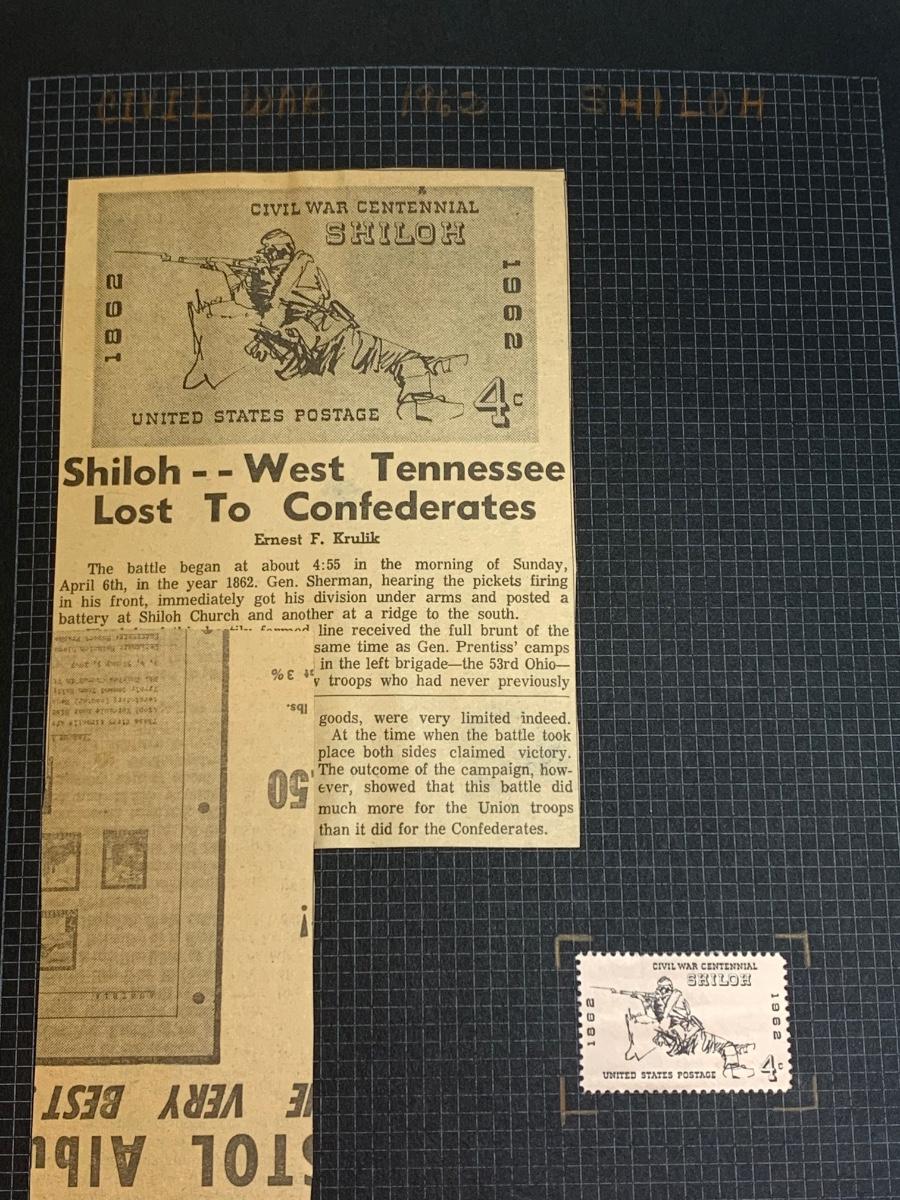 CIVIL WAR 1962 SHILOH
CIVIL WAR CENTENNIAL
SHILOH
1862
1962
UNITED STATES POSTAGE
4c
Shiloh -- West Tennessee
Lost To Confederates
Ernest F. Krulik
The battle began at about 4:55 in the morning of Sunday,
April 6th, in the year 1862. Gen. Sherman, hearing the pickets firing
in his front, immediately got his division under arms and posted a
battery at Shiloh Church and another at a ridge to the south.
line received the full brunt of the
same time as Gen. Prentiss' camps
in the left brigade—the 53rd Ohio—
troops who had never previously
goods, were very limited indeed.
At the time when the battle took
place both sides claimed victory.
The outcome of the campaign, how-
ever, showed that this battle did
much more for the Union troops
than it did for the Confederates.
3%
lbs.
.50
AUSTRIA
VERY BEST
CIVIL WAR CENTENNIAL
SHILOH
1862
1962
UNITED STATES POSTAGE
4c